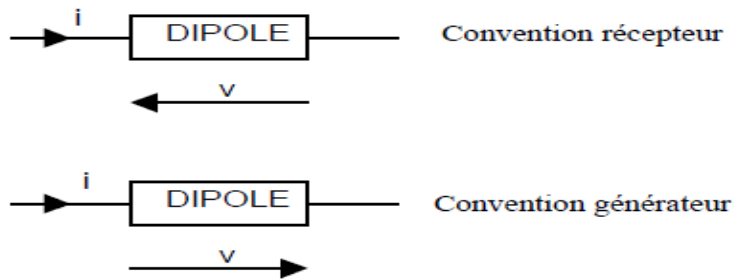 i
DIPOLE Convention récepteur
v
i
DIPOLE Convention générateur
v